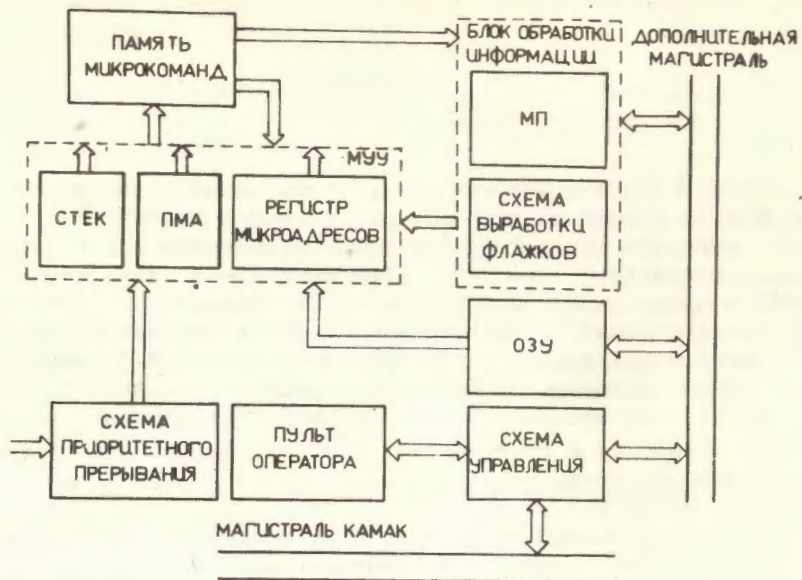 ПАМЯТЬ
МИКРОКОМАНД
БЛОК ОБРАБОТКИ
ИНФОРМАЦИИ
ДОПОЛНИТЕЛЬНАЯ
МАГИСТРАЛЬ
МП
МУУ
СТЕК
ПМА
РЕГИСТР
МИКРОАДРЕСОВ
СХЕМА
ВЫРАБОТКИ
ФЛАЖКОВ
ОЗУ
СХЕМА
ПРИОРИТЕТНОГО
ПРЕРЫВАНИЯ
ПУЛЬТ
ОПЕРАТОРА
СХЕМА
УПРАВЛЕНИЯ
МАГИСТРАЛЬ КАМАК